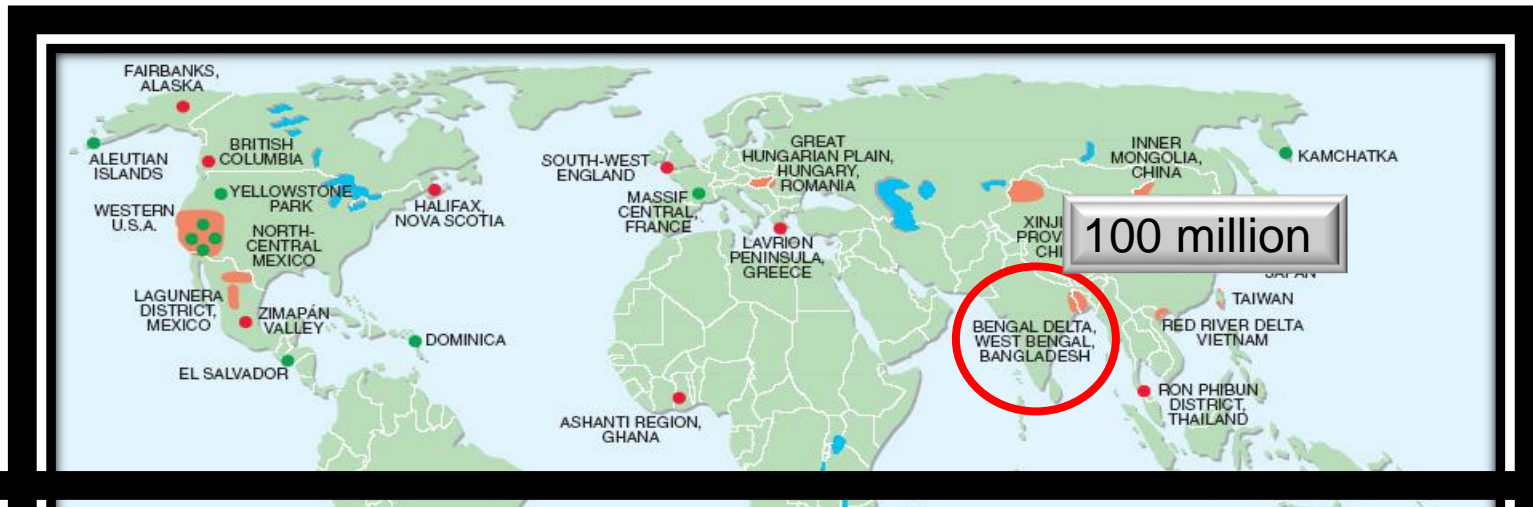 FAIRBANKS,
ALASKA
ALEUTIAN
ISLANDS
BRITISH
COLUMBIA
YELLOWSTONE
PARK
HALIFAX,
NOVA SCOTIA
WESTERN
U.S.A.
NORTH-
CENTRAL
MEXICO
LAGUNERA
DISTRICT,
MEXICO
ZIMAPÁN
VALLEY
EL SALVADOR
DOMINICA
SOUTH-WEST
ENGLAND
MASSIF
CENTRAL,
FRANCE
GREAT
HUNGARIAN PLAIN,
HUNGARY,
ROMANIA
LAVRION
PENINSULA,
GREECE
ASHANTI REGION,
GHANA
INNER
MONGOLIA,
CHINA
KAMCHATKA
100 million
JAPAN
TAIWAN
BENGAL DELTA,
WEST BENGAL,
BANGLADESH
RED RIVER DELTA
VIETNAM
RON PHIBUN
DISTRICT,
THAILAND